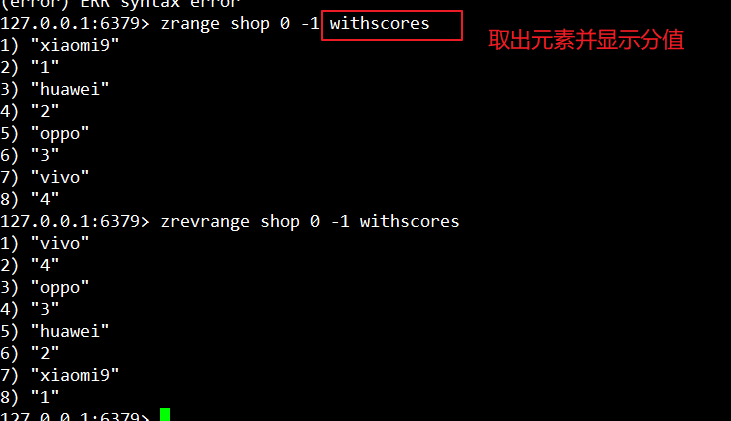 (error) ERR syntax error
127.0.0.1:6379> zrange shop 0 -1 withscores
取出元素并显示分值
1) "xiaomi9"
2) "1"
3) "huawei"
4) "2"
5) "oppo"
6) "3"
7) "vivo"
8) "4"
127.0.0.1:6379> zrevrange shop 0 -1 withscores
1) "vivo"
2) "4"
3) "oppo"
4) "3"
5) "huawei"
6) "2"
7) "xiaomi9"
8) "1"
127.0.0.1:6379>